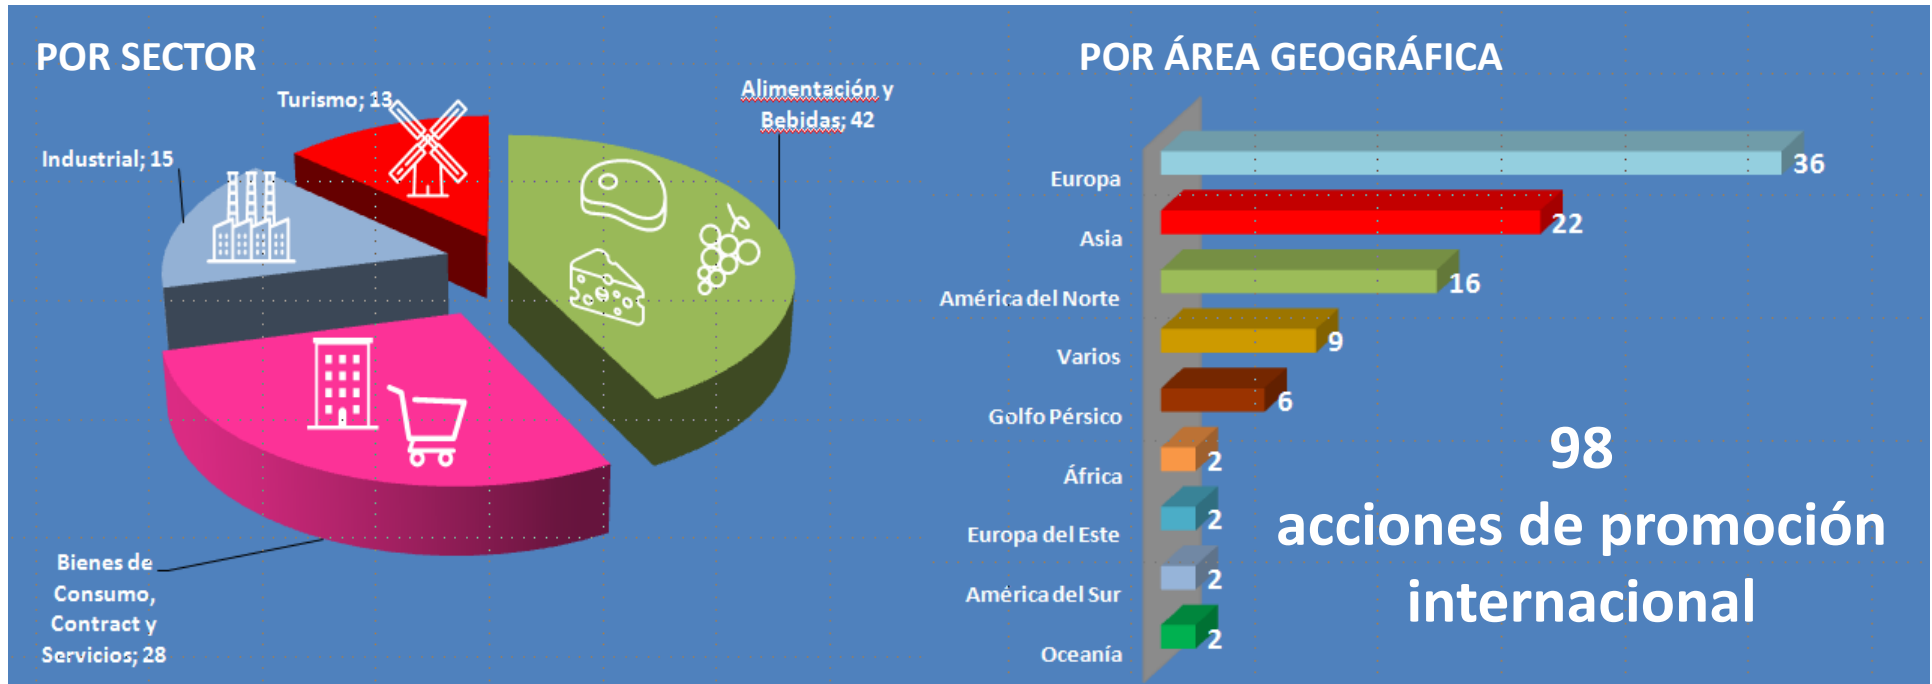 POR SECTOR
Turismo; 13
Industrial; 15
Alimentación y
Bebidas; 42
Bienes de
Consumo,
Contract y
Servicios; 28
POR ÁREA GEOGRÁFICA
Europa 36
Asia 22
América del Norte 16
Varios 9
Golfo Pérsico 6
África 2
Europa del Este 2
América del Sur 2
Oceanía 2
98
acciones de promoción
internacional